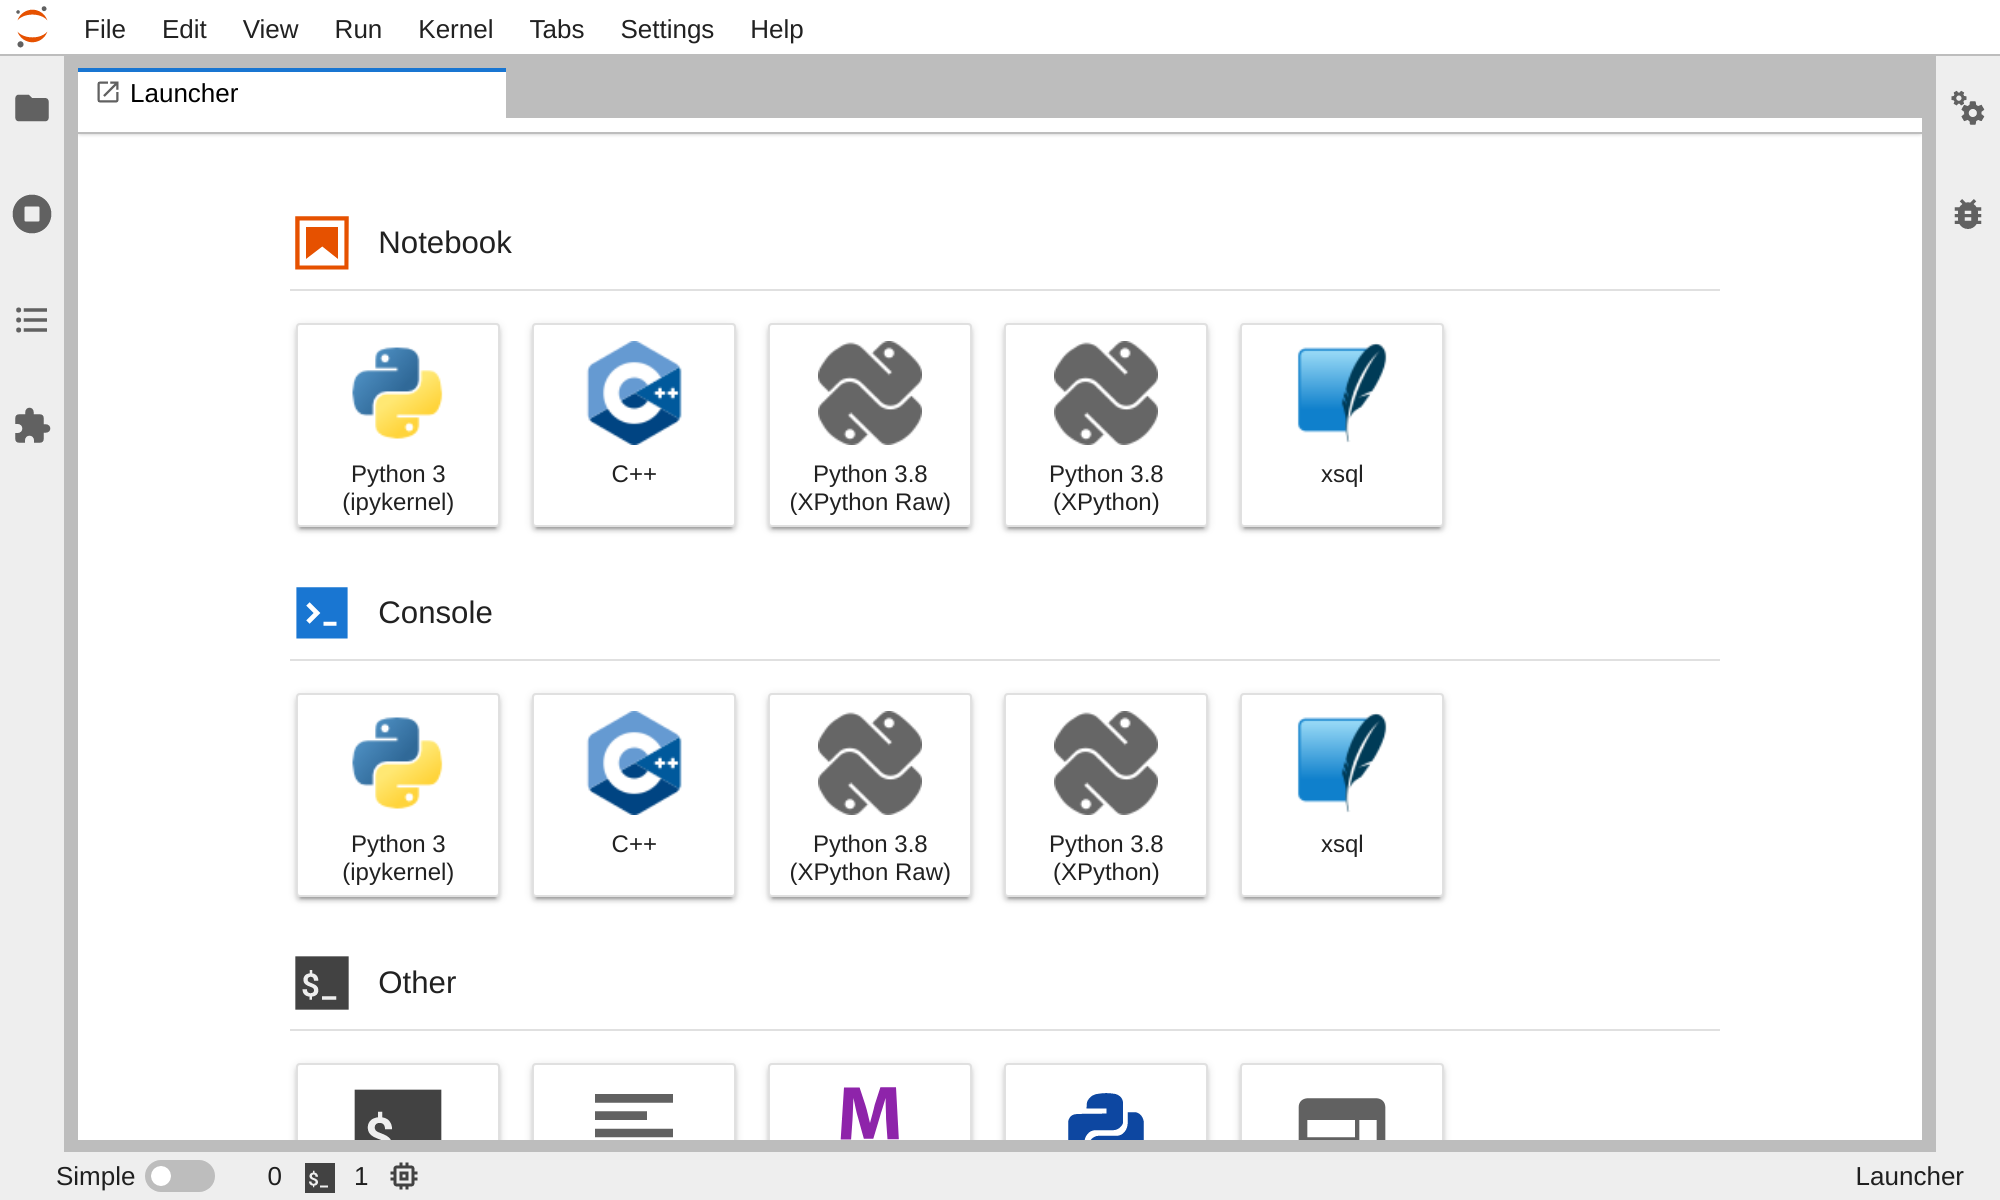 File Edit View Run Kernel Tabs Settings Help
Launcher
Notebook
Python 3
(ipykernel)
C++
Python 3.8
(XPython Raw)
Python 3.8
(XPython)
xsql
Console
Python 3
(ipykernel)
C++
Python 3.8
(XPython Raw)
Python 3.8
(XPython)
xsql
$_ Other
$
M
Simple 0 $_ 1 Launcher